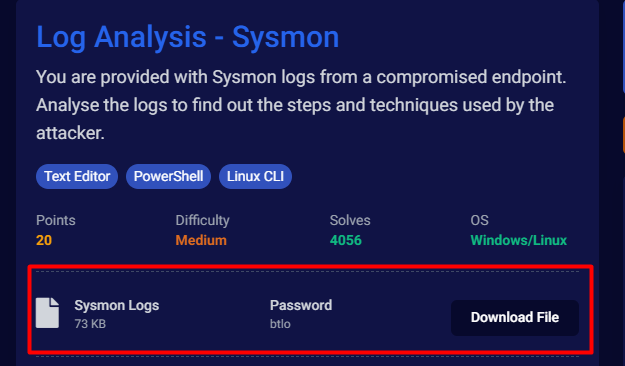 Log Analysis - Sysmon
You are provided with Sysmon logs from a compromised endpoint.
Analyse the logs to find out the steps and techniques used by the
attacker.
Text Editor PowerShell Linux CLI
Points Difficulty Solves OS
20 Medium 4056 Windows/Linux
Sysmon Logs Password
73 KB btlo
Download File